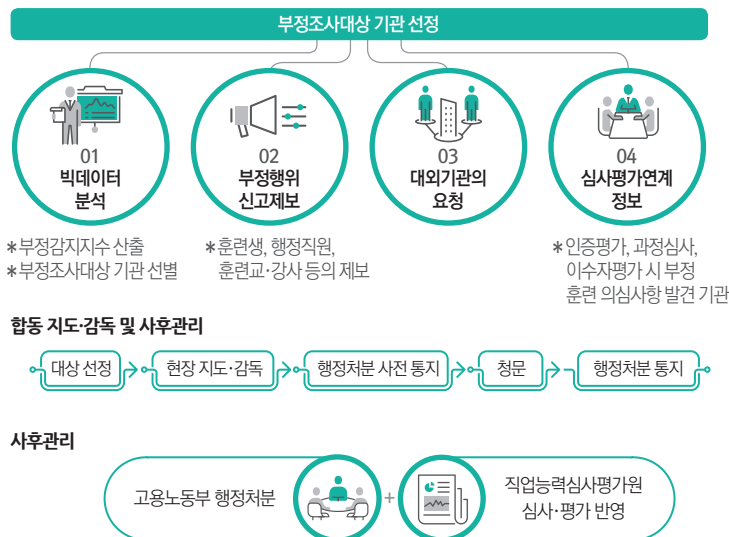 부정조사대상 기관 선정
01
빅데이터
분석
02
부정행위
신고제보
03
대외기관의
요청
04
심사평가연계
정보
*부정감지지수 산출
*부정조사대상 기관 선별
*훈련생, 행정직원,
훈련교·강사 등의 제보
*인증평가, 과정심사,
이수자평가 시 부정
훈련 의심사항 발견 기관
합동 지도·감독 및 사후관리
대상 선정
현장 지도·감독
행정처분 사전 통지
청문
행정처분 통지
사후관리
고용노동부 행정처분
+
직업능력심사평가원
심사·평가 반영